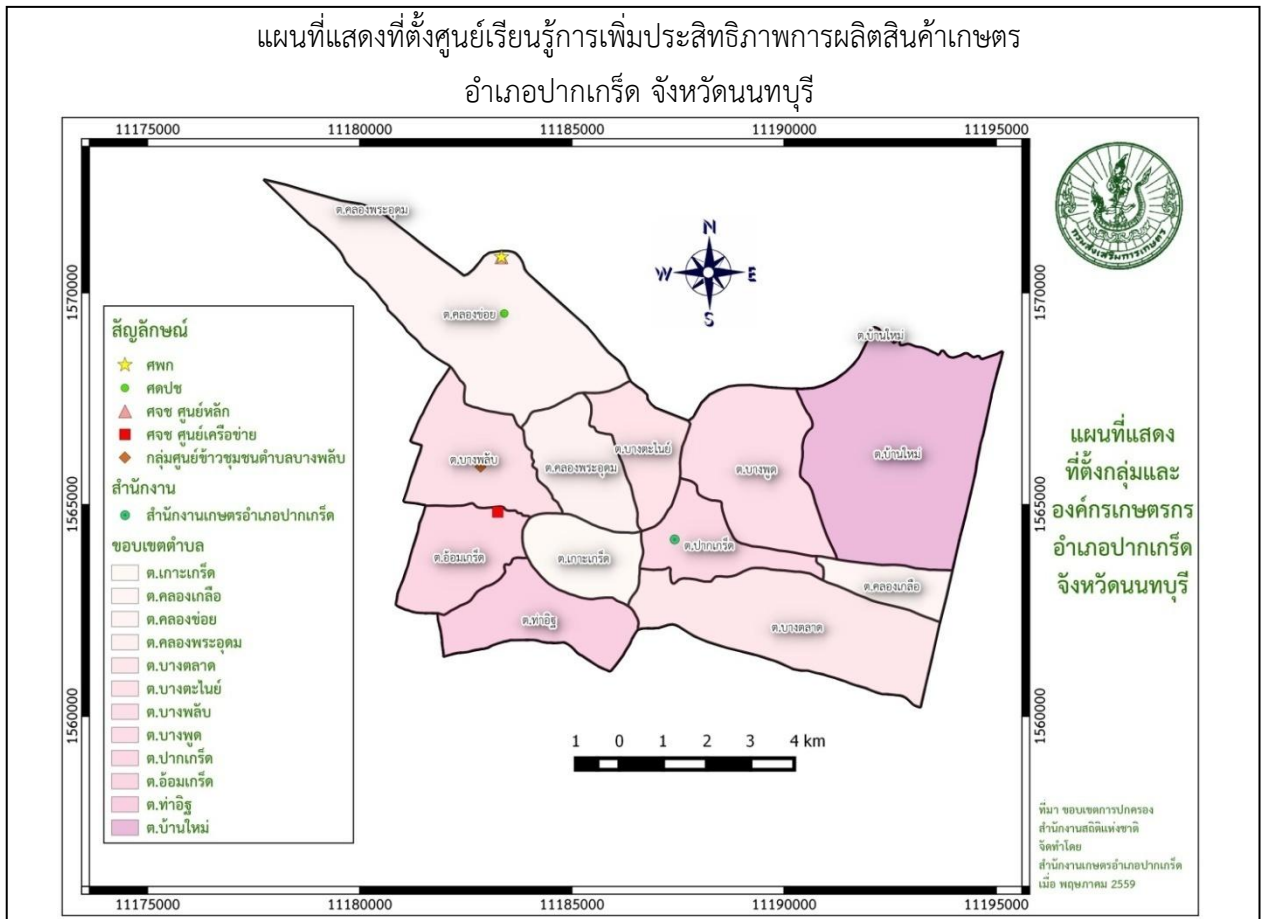 แผนที่แสดงที่ตั้งศูนย์เรียนรู้การเพิ่มประสิทธิภาพการผลิตสินค้าเกษตร
อำเภอปากเกร็ด จังหวัดนนทบุรี
11175000 11180000 11185000 11190000 11195000
1570000
1565000
1560000
ต.คลองพระอุดม
ต.คลองข่อย
N
W E
S
กรมส่งเสริมการเกษตร
1570000
1565000
1560000
ต.บ้านใหม่
ต.บางตะไนย์
ต.บางพลับ
ต.คลองพระอุดม
ต.บางพูด
ต.บ้านใหม่
ต.อ้อมเกร็ด
ต.เกาะเกร็ด
ต.ปากเกร็ด
ต.คลองเกลือ
ต.ท่าอิฐ
ต.บางตลาด
สัญลักษณ์
ศพก
ศดปช
ศจช ศูนย์หลัก
ศจช ศูนย์เครือข่าย
กลุ่มศูนย์ข้าวชุมชนตำบลบางพลับ
สำนักงาน
สำนักงานเกษตรอำเภอปากเกร็ด
ขอบเขตตำบล
ต.เกาะเกร็ด
ต.คลองเกลือ
ต.คลองข่อย
ต.คลองพระอุดม
ต.บางตลาด
ต.บางตะไนย์
ต.บางพลับ
ต.บางพูด
ต.ปากเกร็ด
ต.อ้อมเกร็ด
ต.ท่าอิฐ
ต.บ้านใหม่
1 0 1 2 3 4 km
แผนที่แสดง
ที่ตั้งกลุ่มและ
องค์กรเกษตรกร
อำเภอปากเกร็ด
จังหวัดนนทบุรี
ที่มา ขอบเขตการปกครอง
สำนักงานสถิติแห่งชาติ
จัดทำโดย
สำนักงานเกษตรอำเภอปากเกร็ด
เมื่อ พฤษภาคม 2559
11175000 11180000 11185000 11190000 11195000